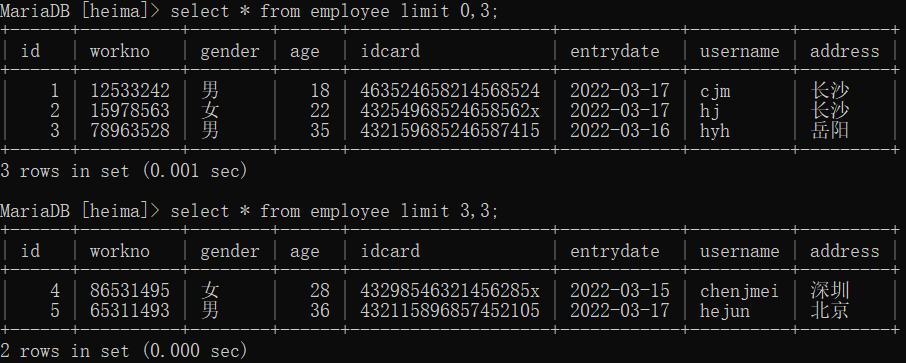 MariaDB [heima]> select * from employee limit 0,3;
+------+----------+--------+------+--------------------+------------+----------+---------+
| id   | workno   | gender | age  | idcard             | entrydate  | username | address |
+------+----------+--------+------+--------------------+------------+----------+---------+
|    1 | 12533242 | 男     |   18 | 463524658214568524 | 2022-03-17 | cjm      | 长沙    |
|    2 | 15978563 | 女     |   22 | 43254968524658562x | 2022-03-17 | hj       | 长沙    |
|    3 | 78963528 | 男     |   35 | 432159685246587415 | 2022-03-16 | hyh      | 岳阳    |
+------+----------+--------+------+--------------------+------------+----------+---------+
3 rows in set (0.001 sec)
MariaDB [heima]> select * from employee limit 3,3;
+------+----------+--------+------+--------------------+------------+----------+---------+
| id   | workno   | gender | age  | idcard             | entrydate  | username | address |
+------+----------+--------+------+--------------------+------------+----------+---------+
|    4 | 86531495 | 女     |   28 | 43298546321456285x | 2022-03-15 | chenjmei | 深圳    |
|    5 | 65311493 | 男     |   36 | 432115896857452105 | 2022-03-17 | hejun    | 北京    |
+------+----------+--------+------+--------------------+------------+----------+---------+
2 rows in set (0.000 sec)